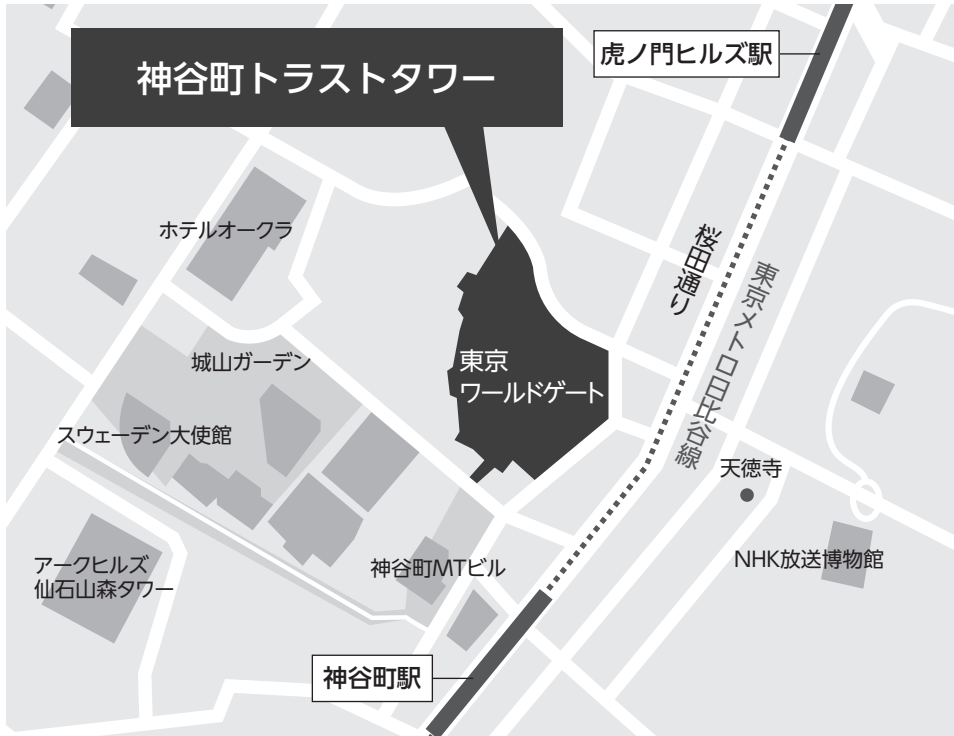 神谷町トラストタワー
虎ノ門ヒルズ駅
ホテルオークラ
桜田通り
東京メトロ日比谷線
城山ガーデン
東京
ワールドゲート
スウェーデン大使館
天徳寺
アークヒルズ
仙石山森タワー
神谷町MTビル
NHK放送博物館
神谷町駅